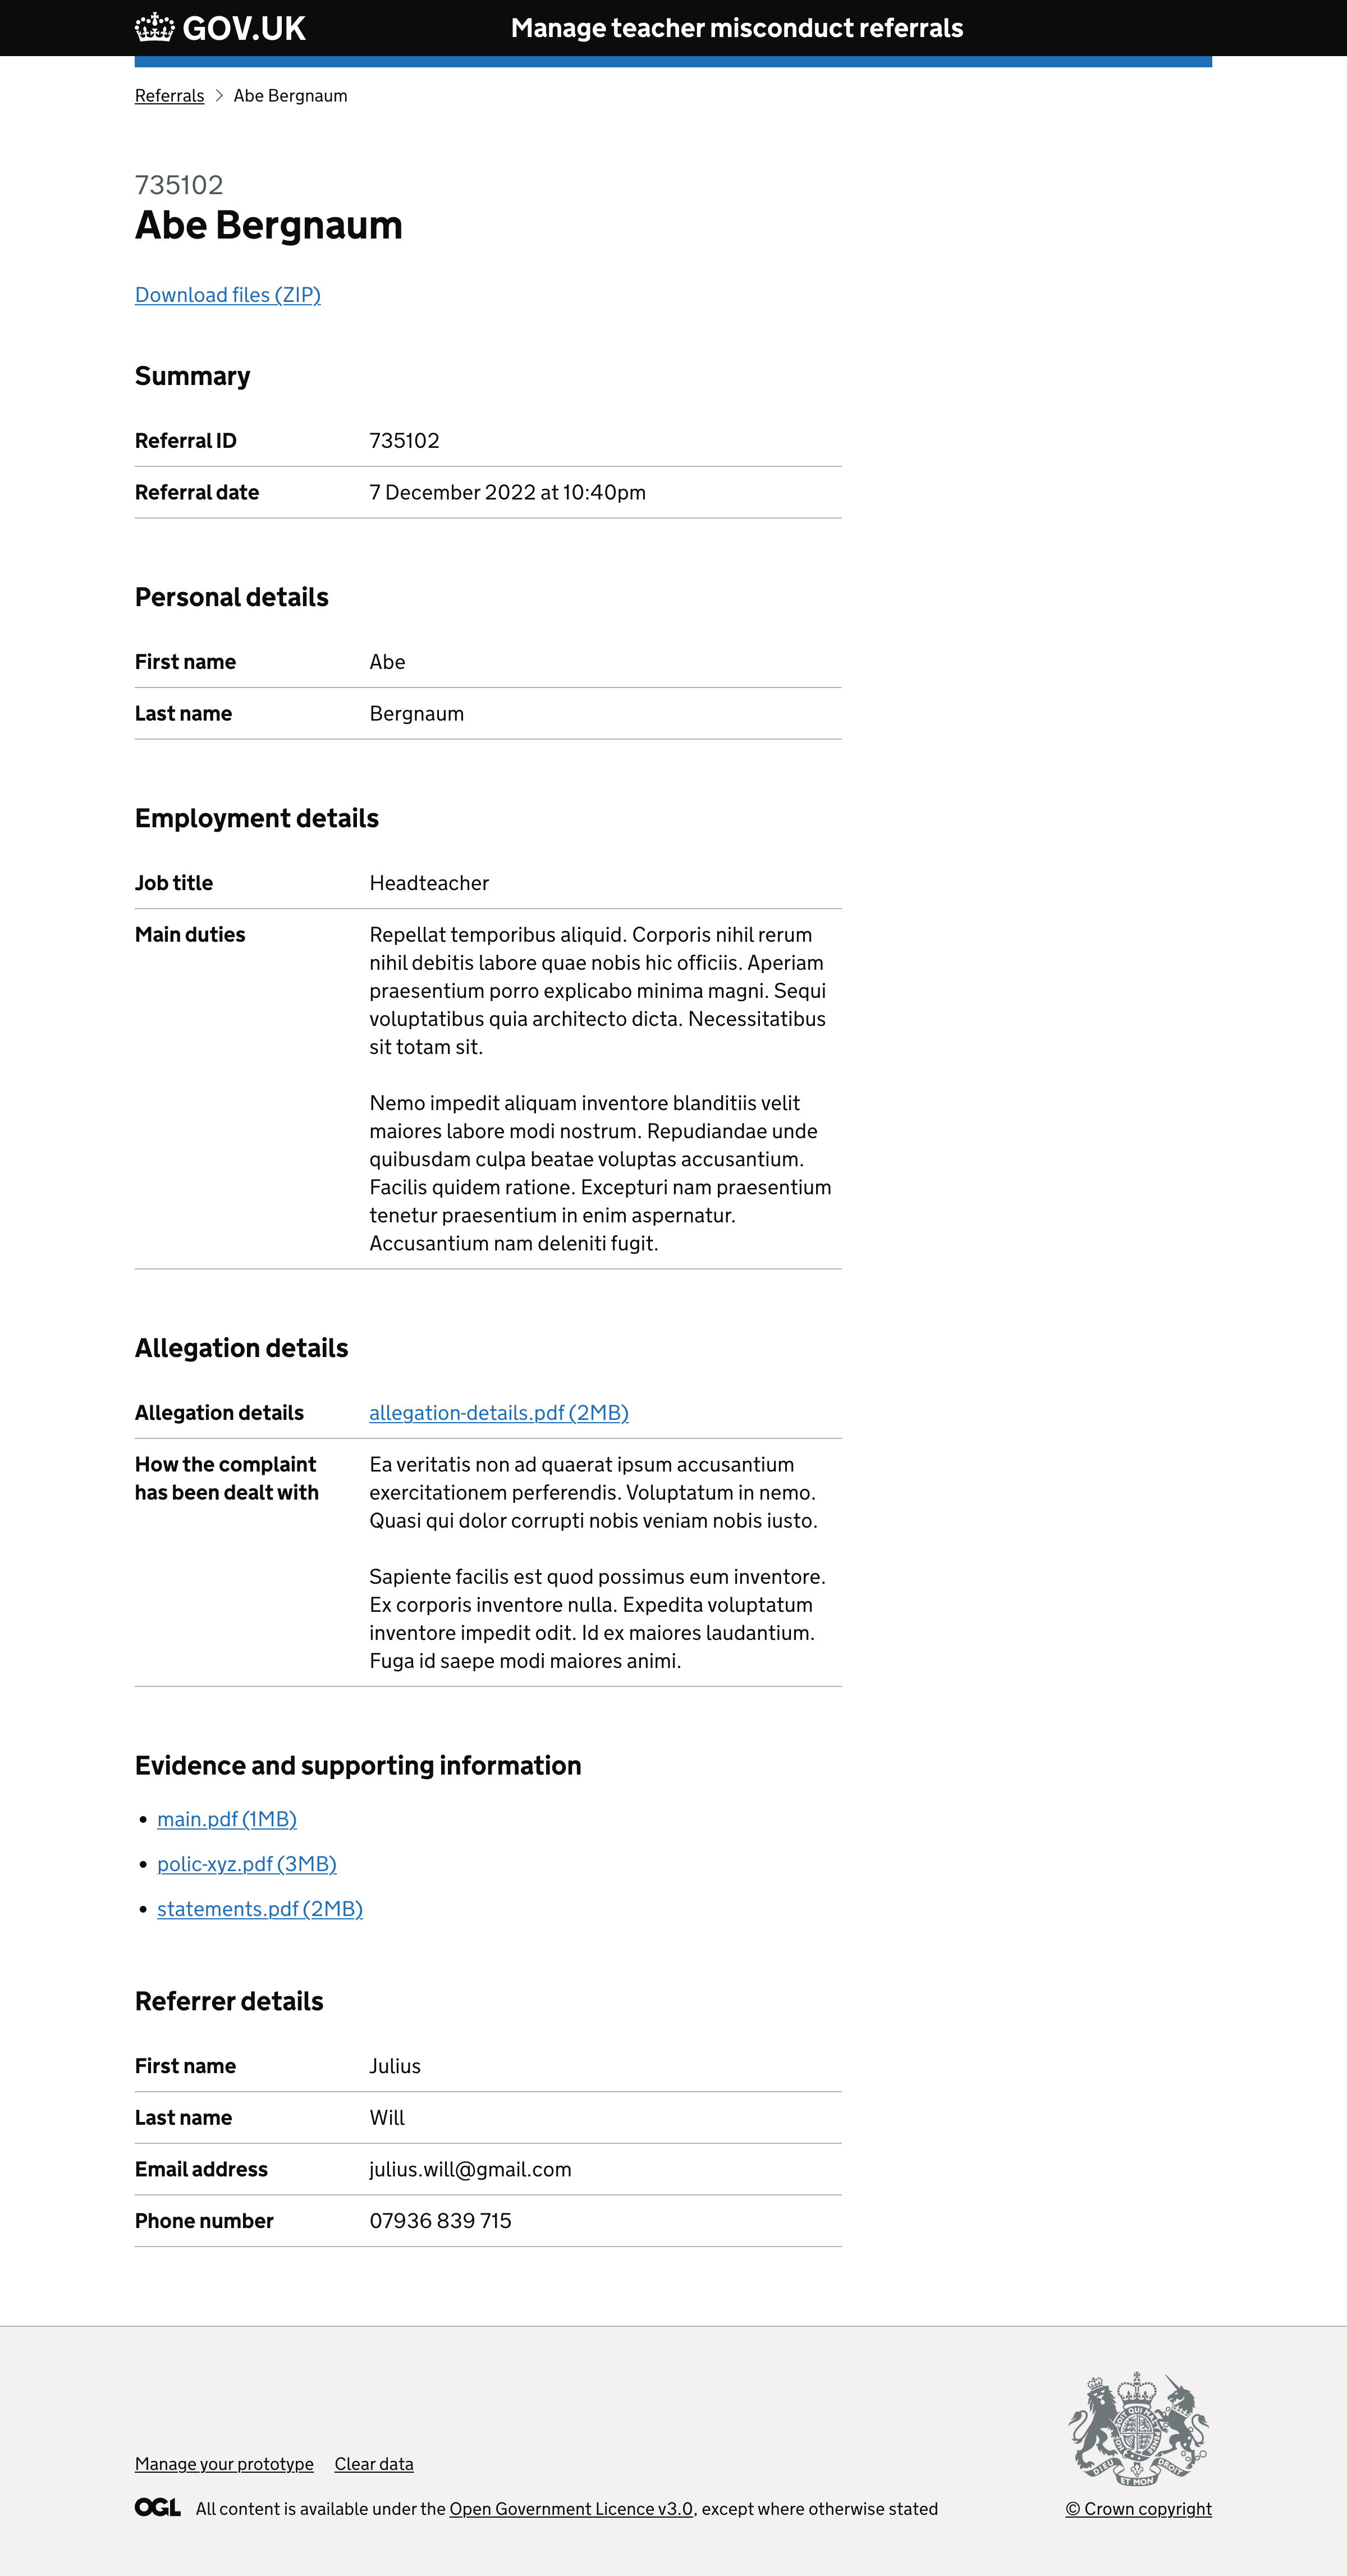 GOV.UK
Manage teacher misconduct referrals
Referrals
Abe Bergnaum
735102
Abe Bergnaum
Download files (ZIP)
Summary
Referral ID
735102
Referral date
7 December 2022 at 10:40pm
Personal details
First name
Abe
Last name
Bergnaum
Employment details
Job title
Headteacher
Main duties
Repellat temporibus aliquid. Corporis nihil rerum
nihil debitis labore quae nobis hic officiis. Aperiam
praesentium porro explicabo minima magni. Sequi
voluptatibus quia architecto dicta. Necessitatibus
sit totam sit.
Nemo impedit aliquam inventore blanditiis velit
maiores labore modi nostrum. Repudiandae unde
quibusdam culpa beatae voluptas accusantium.
Facilis quidem ratione. Excepturi nam praesentium
tenetur praesentium in enim aspernatur.
Accusantium nam deleniti fugit.
Allegation details
Allegation details
allegation-details.pdf (2MB)
How the complaint
has been dealt with
Ea veritatis non ad quaerat ipsum accusantium
exercitationem perferendis. Voluptatum in nemo.
Quasi qui dolor corrupti nobis veniam nobis iusto.
Sapiente facilis est quod possimus eum inventore.
Ex corporis inventore nulla. Expedita voluptatum
inventore impedit odit. Id ex maiores laudantium.
Fuga id saepe modi maiores animi.
Evidence and supporting information
main.pdf (1MB)
polic-xyz.pdf (3MB)
statements.pdf (2MB)
Referrer details
First name
Julius
Last name
Will
Email address
julius.will@gmail.com
Phone number
07936 839 715
Manage your prototype
Clear data
OGL
All content is available under the Open Government Licence v3.0, except where otherwise stated
DIEU ET MON DROIT
© Crown copyright